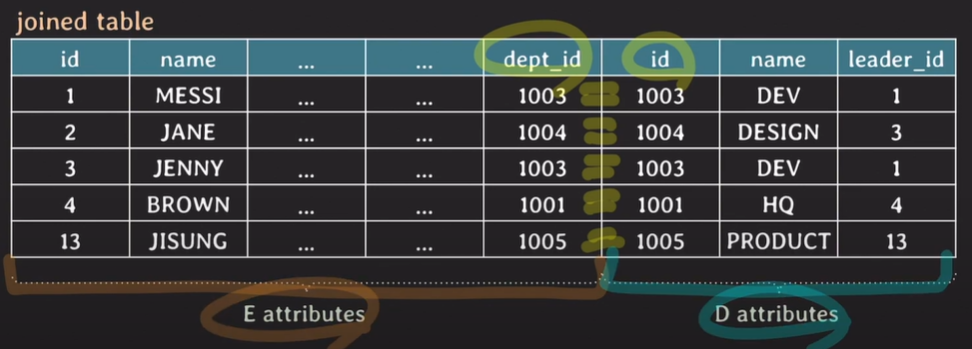 joined table
id name ... ... dept_id id name leader_id
1 MESSI ... ... 1003 1003 DEV 1
2 JANE ... ... 1004 1004 DESIGN 3
3 JENNY ... ... 1003 1003 DEV 1
4 BROWN ... ... 1001 1001 HQ 4
13 JISUNG ... ... 1005 1005 PRODUCT 13
E attributes D attributes